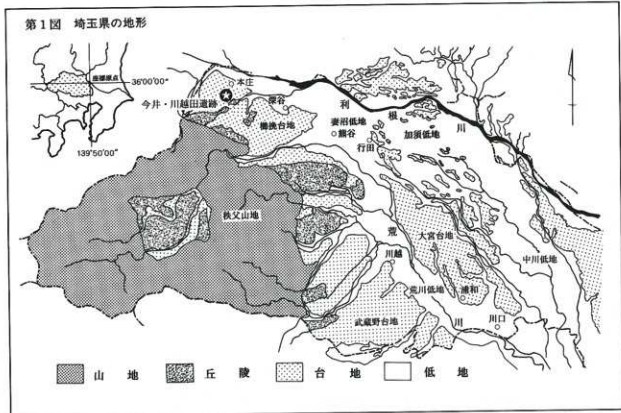 第1図 埼玉県の地形
座標原点
36°00'00"
139°50'00"
本庄
今井・川越田遺跡
深谷
櫛挽台地
利根川
妻沼低地
熊谷
行田
加須低地
秩父山地
荒川
大宮台地
川越
荒川低地
浦和
中川低地
武蔵野台地
川口
山地 丘陵 台地 低地